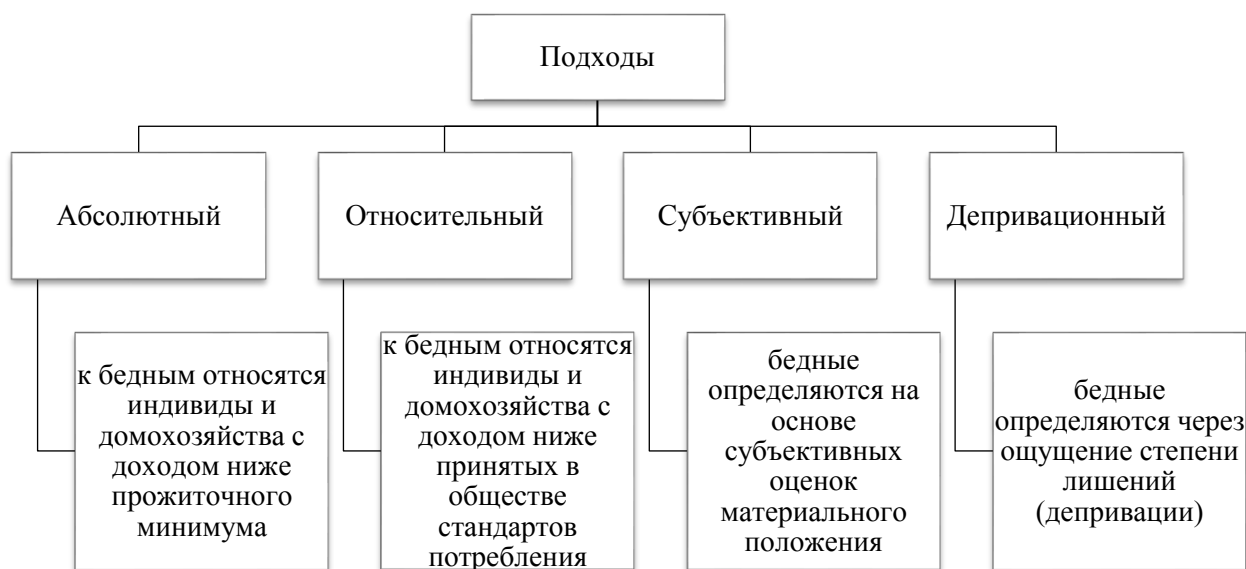 Подходы
Абсолютный
Относительный
Субъективный
Депривационный
к бедным относятся
индивиды и
домохозяйства с
доходом ниже
прожиточного
минимума
к бедным относятся
индивиды и
домохозяйства с
доходом ниже
принятых в
обществе
стандартов
потребления
бедные
определяются на
основе
субъективных
оценок
материального
положения
бедные
определяются через
ощущение степени
лишений
(депривации)